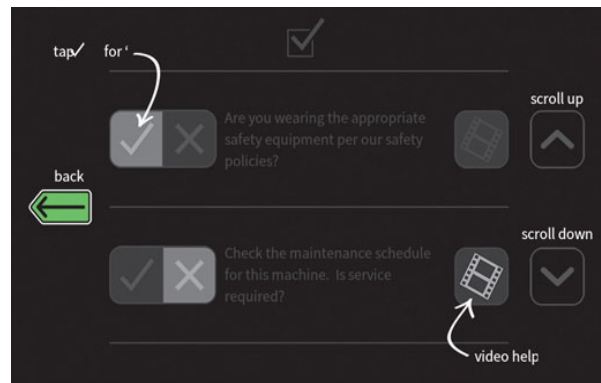 tap✓ for ‘
scroll up
Are you wearing the appropriate
safety equipment per our safety
policies?
back
scroll down
Check the maintenance schedule
for this machine. Is service
required?
video help